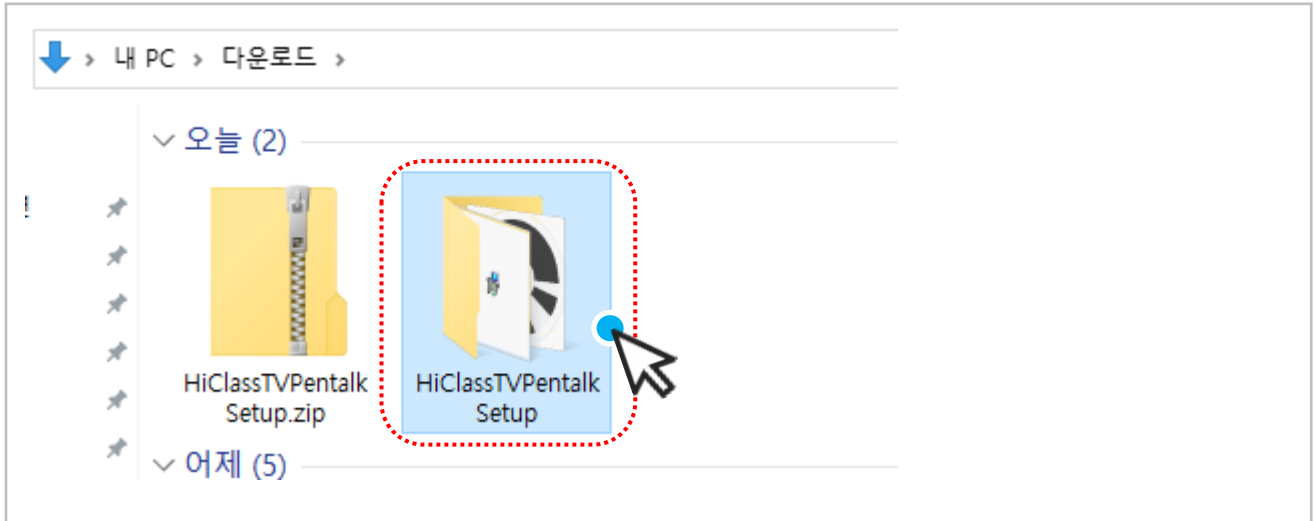 내 PC > 다운로드 >
오늘 (2)
HiClassTVPentalk
Setup.zip
HiClassTVPentalk
Setup
어제 (5)